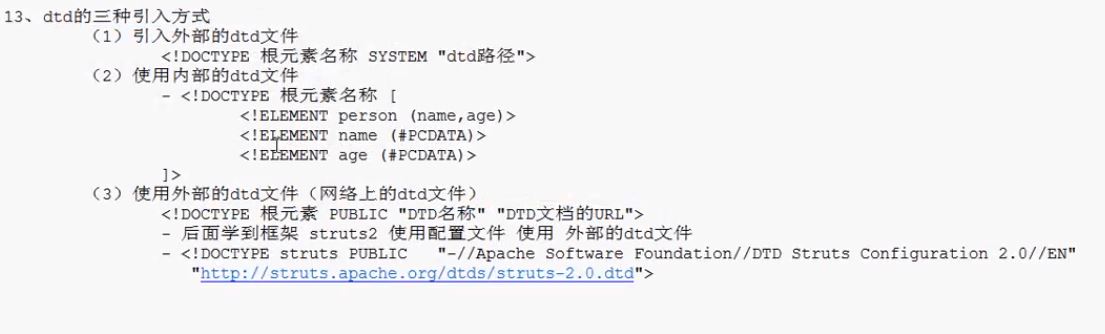 13、dtd的三种引入方式
（1）引入外部的dtd文件
<!DOCTYPE 根元素名称 SYSTEM "dtd路径">
（2）使用内部的dtd文件
- <!DOCTYPE 根元素名称 [
<!ELEMENT person (name,age)>
<!ELEMENT name (#PCDATA)>
<!ELEMENT age (#PCDATA)>
]>
（3）使用外部的dtd文件（网络上的dtd文件）
<!DOCTYPE 根元素 PUBLIC "DTD名称" "DTD文档的URL">
- 后面学到框架 struts2 使用配置文件 使用 外部的dtd文件
- <!DOCTYPE struts PUBLIC "-//Apache Software Foundation//DTD Struts Configuration 2.0//EN"
"http://struts.apache.org/dtds/struts-2.0.dtd">